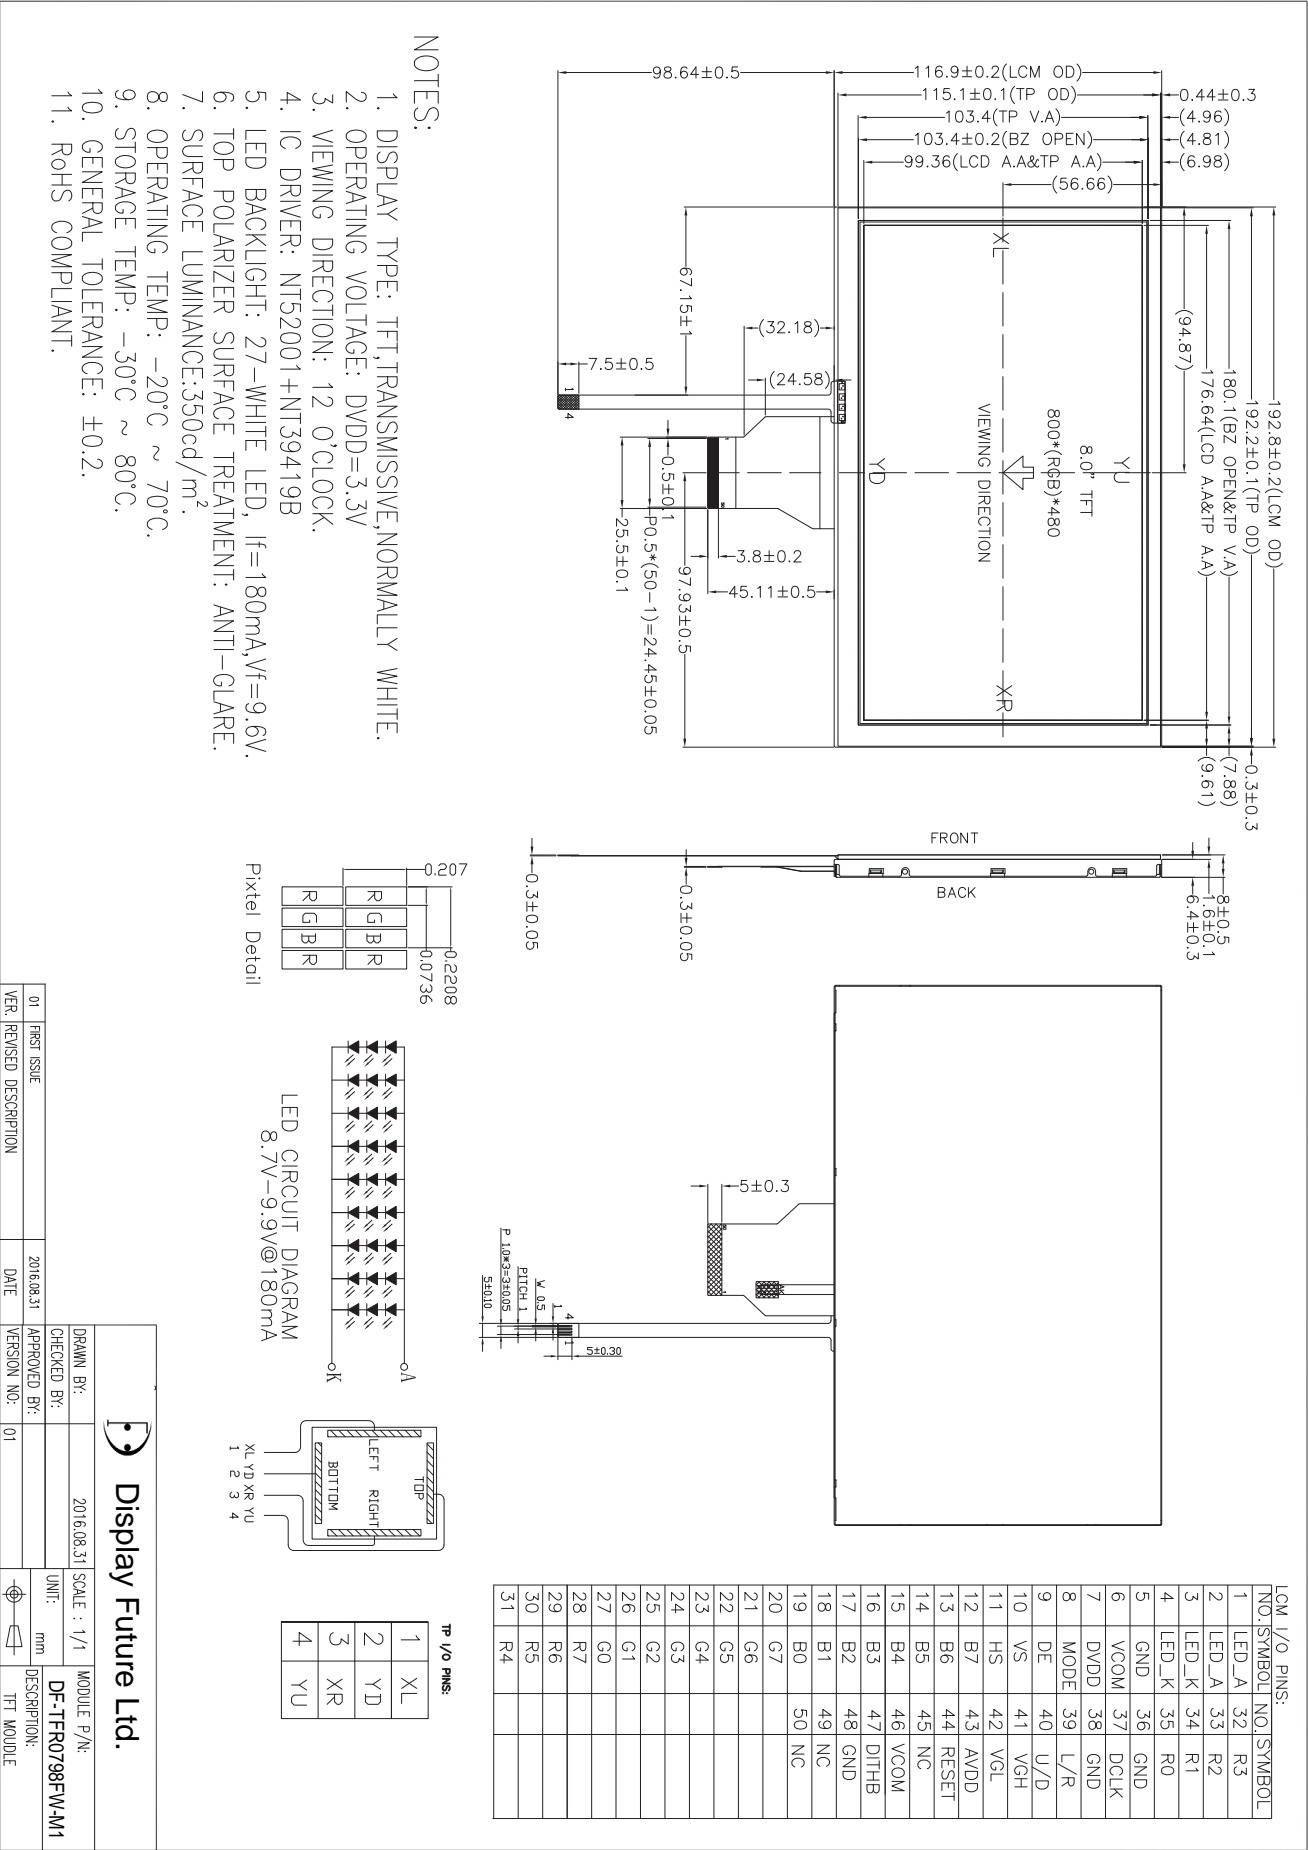 192.8±0.2(LCM OD)
192.2±0.1(TP OD)
0.3±0.3
180.1(BZ OPEN&TP V.A)
(7.88)
176.64(LCD A.A&TP A.A)
(9.61)
(94.87)
116.9±0.2(LCM OD)
115.1±0.1(TP OD)
0.44±0.3
103.4(TP V.A)
(4.96)
103.4±0.2(BZ OPEN)
(4.81)
99.36(LCD A.A&TP A.A)
(6.98)
(56.66)
98.64±0.5
YU
8.0" TFT
800*(RGB)*480
XL
XR
VIEWING DIRECTION
YD
67.15±1
(32.18)
(24.58)
7.5±0.5
1
4
0.5±0.1
P0.5*(50-1)=24.45±0.05
25.5±0.1
3.8±0.2
45.11±0.5
97.93±0.5
FRONT
BACK
8±0.5
1.6±0.1
6.4±0.3
0.3±0.05
0.3±0.05
5±0.3
4
1
1
W 0.5
PITCH 1
P 1.0*3=3±0.05
5±0.10
5±0.30
LCM I/O PINS:
NO. SYMBOL NO. SYMBOL
1 LED_A 32 R3
2 LED_A 33 R2
3 LED_K 34 R1
4 LED_K 35 R0
5 GND 36 GND
6 VCOM 37 DCLK
7 DVDD 38 GND
8 MODE 39 L/R
9 DE 40 U/D
10 VS 41 VGH
11 HS 42 VGL
12 B7 43 AVDD
13 B6 44 RESET
14 B5 45 NC
15 B4 46 VCOM
16 B3 47 DITHB
17 B2 48 GND
18 B1 49 NC
19 B0 50 NC
20 G7
21 G6
22 G5
23 G4
24 G3
25 G2
26 G1
27 G0
28 R7
29 R6
30 R5
31 R4
NOTES:
1. DISPLAY TYPE: TFT,TRANSMISSIVE,NORMALLY WHITE.
2. OPERATING VOLTAGE: DVDD=3.3V
3. VIEWING DIRECTION: 12 O'CLOCK.
4. IC DRIVER: NT52001+NT39419B
5. LED BACKLIGHT: 27-WHITE LED, If=180mA,Vf=9.6V.
6. TOP POLARIZER SURFACE TREATMENT: ANTI-GLARE.
7. SURFACE LUMINANCE:350cd/m².
8. OPERATING TEMP: -20°C ~ 70°C.
9. STORAGE TEMP: -30°C ~ 80°C.
10. GENERAL TOLERANCE: ±0.2.
11. RoHS COMPLIANT.
0.2208
0.0736
0.207
R G B R
R G B R
Pixtel Detail
A
K
LED CIRCUIT DIAGRAM
8.7V-9.9V@180mA
TOP
LEFT RIGHT
BOTTOM
XL YD XR YU
1 2 3 4
TP I/O PINS:
1 XL
2 YD
3 XR
4 YU
Display Future Ltd.
DRAWN BY: 2016.08.31 SCALE : 1/1 MODULE P/N:
CHECKED BY: UNIT: mm DF-TFR0798FW-M1
01 FIRST ISSUE 2016.08.31 APPROVED BY: DESCRIPTION:
VER. REVISED DESCRIPTION DATE VERSION NO: 01 TFT MOUDLE